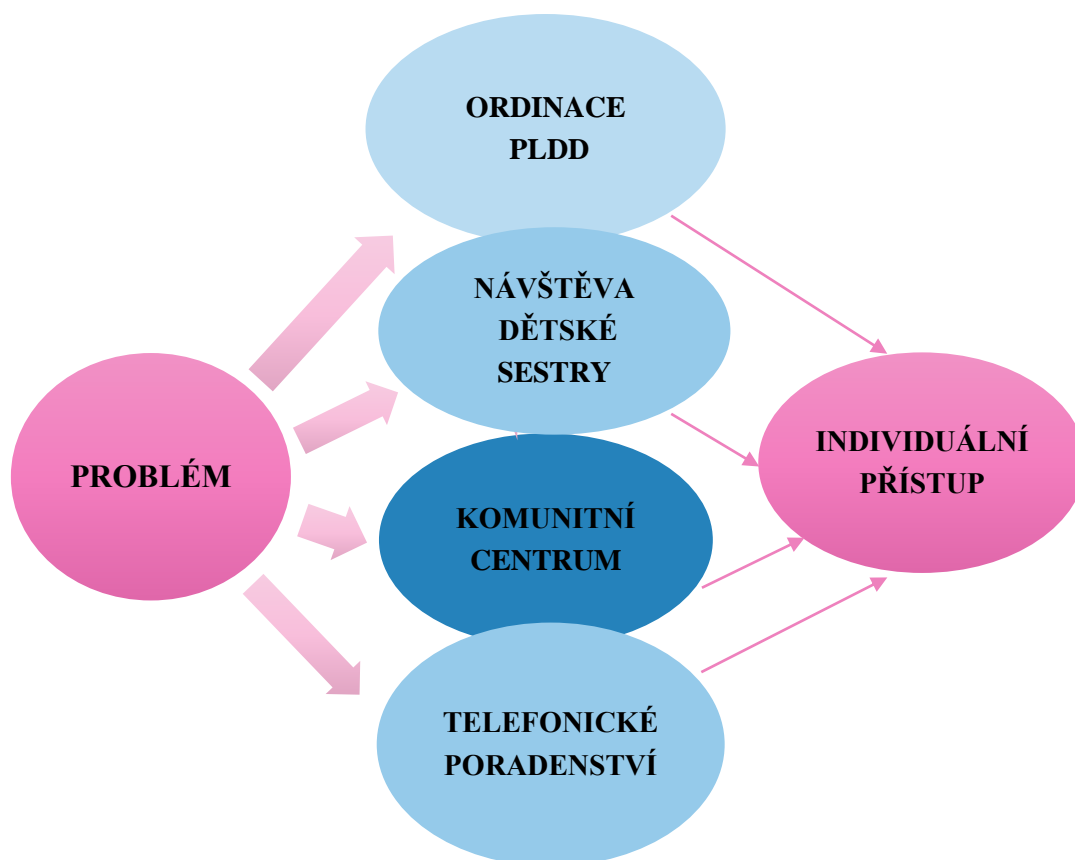 ORDINACE
PLDD
NÁVŠTĚVA
DĚTSKÉ
SESTRY
PROBLÉM
INDIVIDUÁLNÍ
PŘÍSTUP
KOMUNITNÍ
CENTRUM
TELEFONICKÉ
PORADENSTVÍ